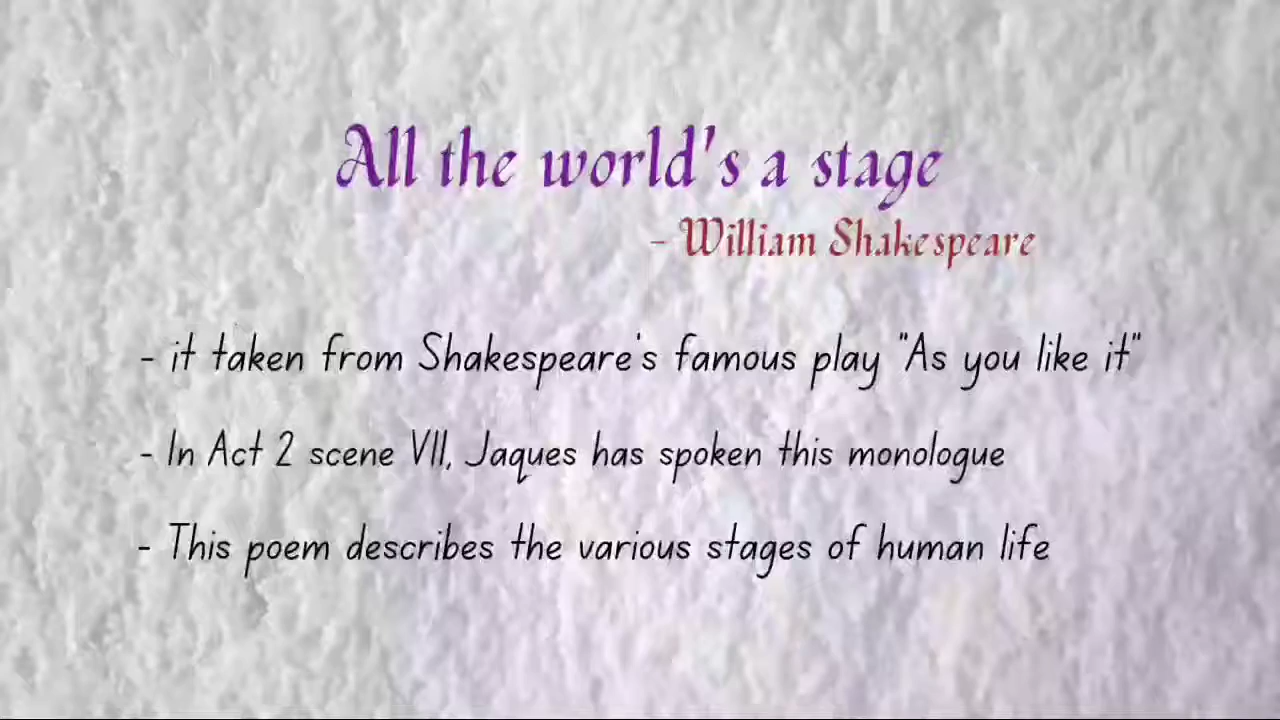 All the world's a stage
- William Shakespeare
- it taken from Shakespeare's famous play "As you like it"
- In Act 2 scene VII, Jaques has spoken this monologue
- This poem describes the various stages of human life